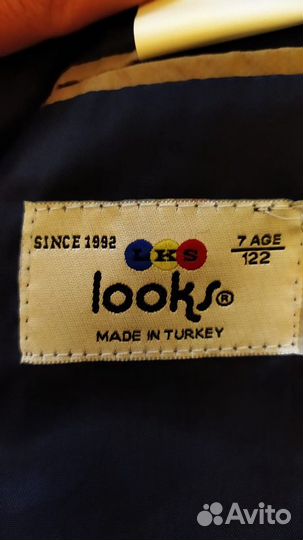 SINCE 1992
LKS
7 AGE
122
looks®
MADE IN TURKEY
Avito